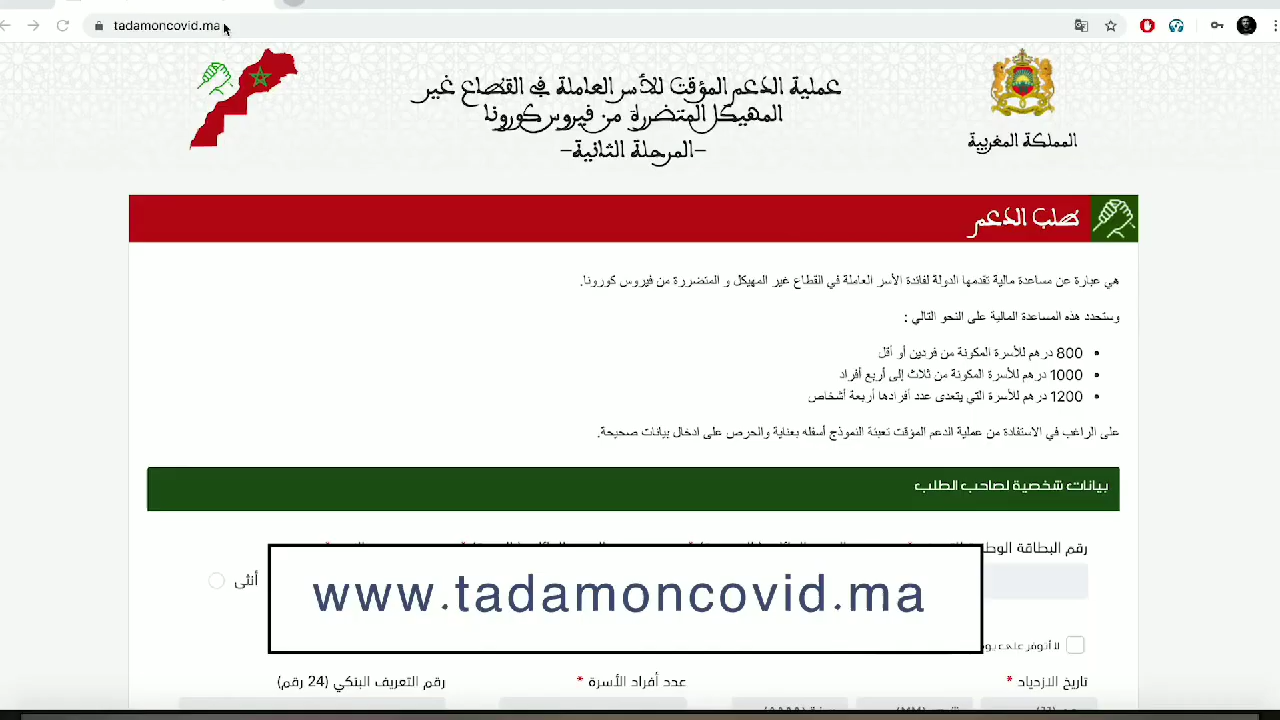 tadamoncovid.ma
عملية الدعم المؤقت للأسر العاملة في القطاع غير
المهيكل المتضررة من فيروس كورونا
-المرحلة الثانية-
المملكة المغربية
طلب الدعم
هي عبارة عن مساعدة مالية تقدمها الدولة لفائدة الأسر العاملة في القطاع غير المهيكل و المتضررة من فيروس كورونا.
وستحدد هذه المساعدة المالية على النحو التالي :
• 800 درهم للأسرة المكونة من فردين أو أقل
• 1000 درهم للأسرة المكونة من ثلاث إلى أربع أفراد
• 1200 درهم للأسرة التي يتعدى عدد أفرادها أربعة أشخاص
على الراغب في الاستفادة من عملية الدعم المؤقت تعبئة النموذج أسفله بعناية والحرص على ادخال بيانات صحيحة.
بيانات شخصية لصاحب الطلب
رقم البطاقة
أنثى
www.tadamoncovid.ma
لا أتوفر على
تاريخ الازدياد * عدد أفراد الأسرة * رقم التعريف البنكي (24 رقم)